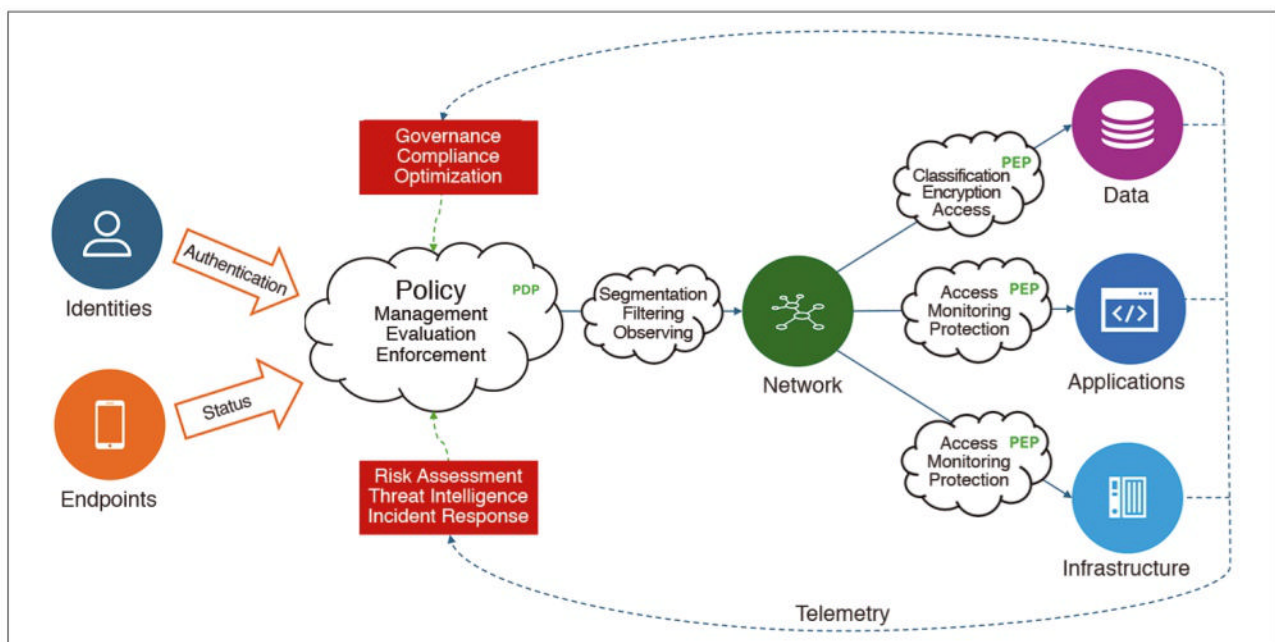 Governance
Compliance
Optimization
Identities
Authentication
Endpoints
Status
Policy
PDP
Management
Evaluation
Enforcement
Risk Assessment
Threat Intelligence
Incident Response
Segmentation
Filtering
Observing
Network
PEP
Classification
Encryption
Access
Data
Access
PEP
Monitoring
Protection
Applications
Access
PEP
Monitoring
Protection
Infrastructure
Telemetry